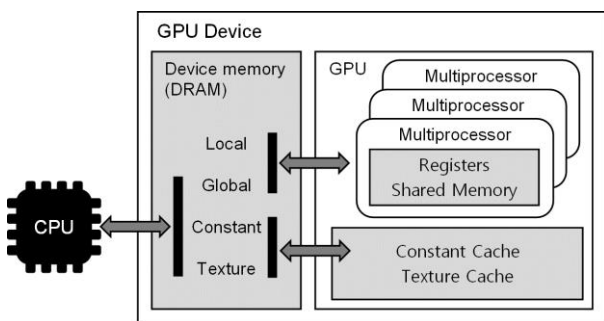 GPU Device
Device memory
(DRAM)
Local
Global
Constant
Texture
CPU
GPU
Multiprocessor
Multiprocessor
Multiprocessor
Registers
Shared Memory
Constant Cache
Texture Cache